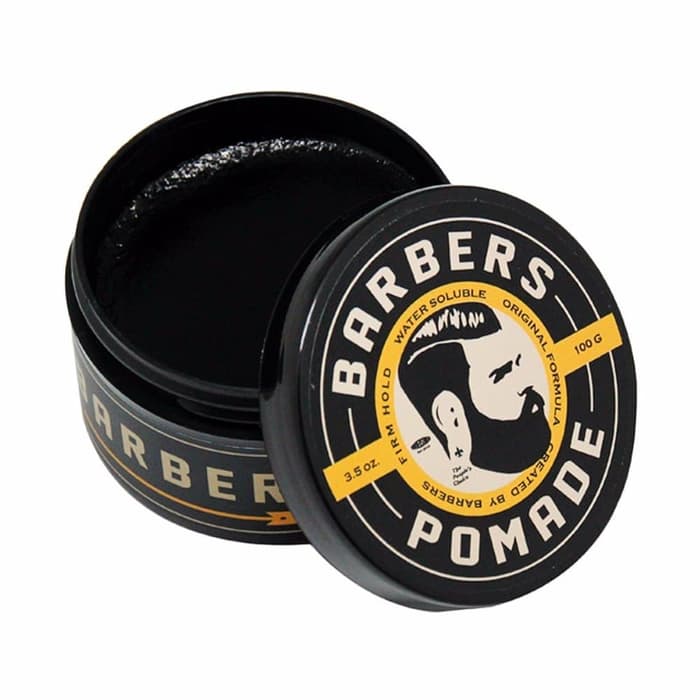 BARBERS
WATER SOLUBLE
ORIGINAL FORMULA
100 G
FIRM HOLD
3.5 OZ.
CREATED BY BARBERS
The
People's
Choice
POMADE
BARBER